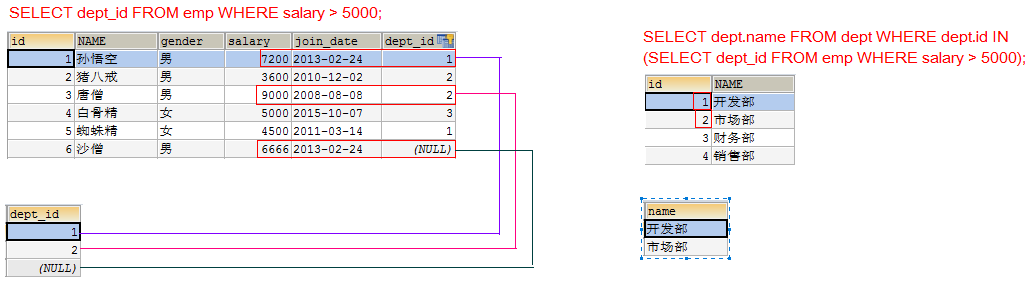 SELECT dept_id FROM emp WHERE salary > 5000;
id NAME gender salary join_date dept_id
1 孙悟空 男 7200 2013-02-24 1
2 猪八戒 男 3600 2010-12-02 2
3 唐僧 男 9000 2008-08-08 2
4 白骨精 女 5000 2015-10-07 3
5 蜘蛛精 女 4500 2011-03-14 1
6 沙僧 男 6666 2013-02-24 (NULL)
dept_id
1
2
(NULL)
SELECT dept.name FROM dept WHERE dept.id IN
(SELECT dept_id FROM emp WHERE salary > 5000);
id NAME
1 开发部
2 市场部
3 财务部
4 销售部
name
开发部
市场部